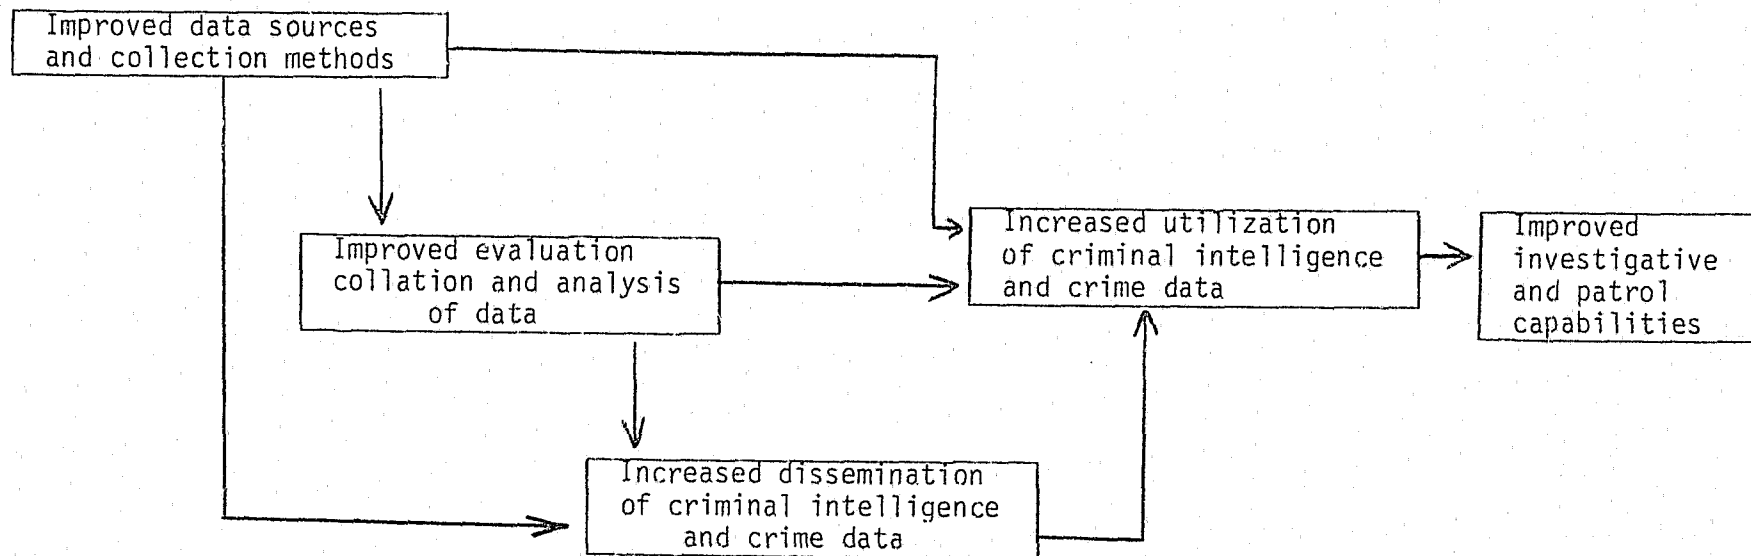 Improved data sources
and collection methods
Improved evaluation
collation and analysis
of data
Increased utilization
of criminal intelligence
and crime data
Improved
investigative
and patrol
capabilities
Increased dissemination
of criminal intelligence
and crime data